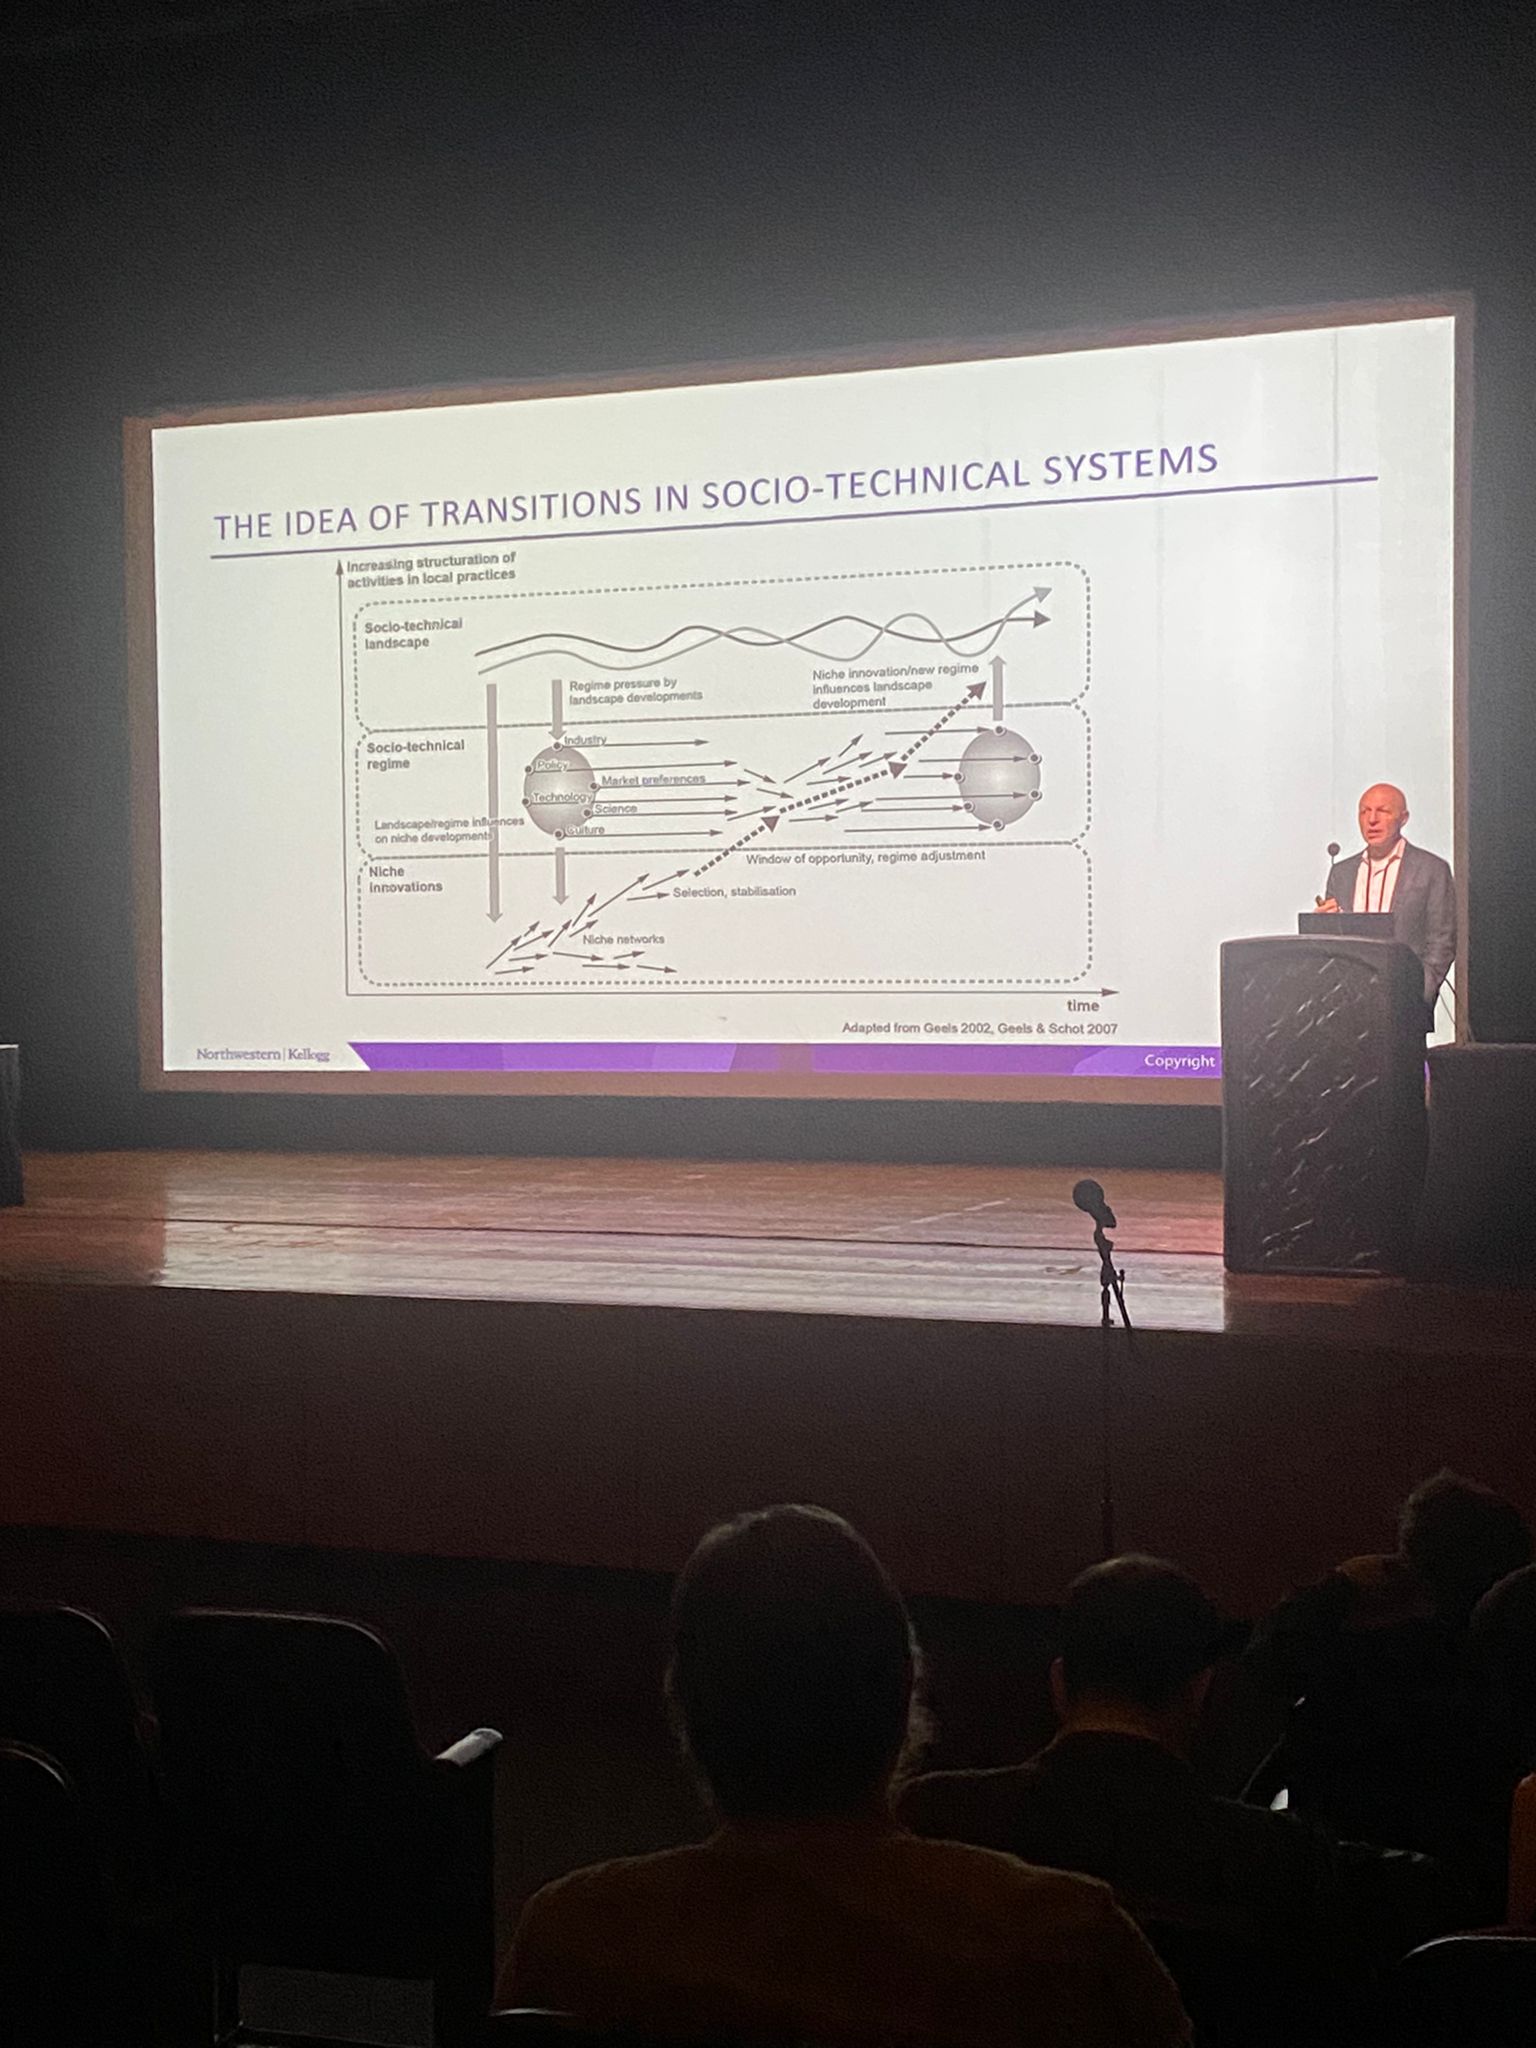 THE IDEA OF TRANSITIONS IN SOCIO-TECHNICAL SYSTEMS
Increasing structuration of
activities in local practices
Socio-technical
landscape
Regime pressure by
landscape developments
Niche innovation/new regime
influences landscape
development
Socio-technical
regime
Industry
Policy
Market preferences
Technology
Science
Culture
Landscape/regime influences
on niche developments
Window of opportunity, regime adjustment
Niche
innovations
Selection, stabilisation
Niche networks
time
Adapted from Geels 2002, Geels & Schot 2007
Northwestern | Kellogg
Copyright